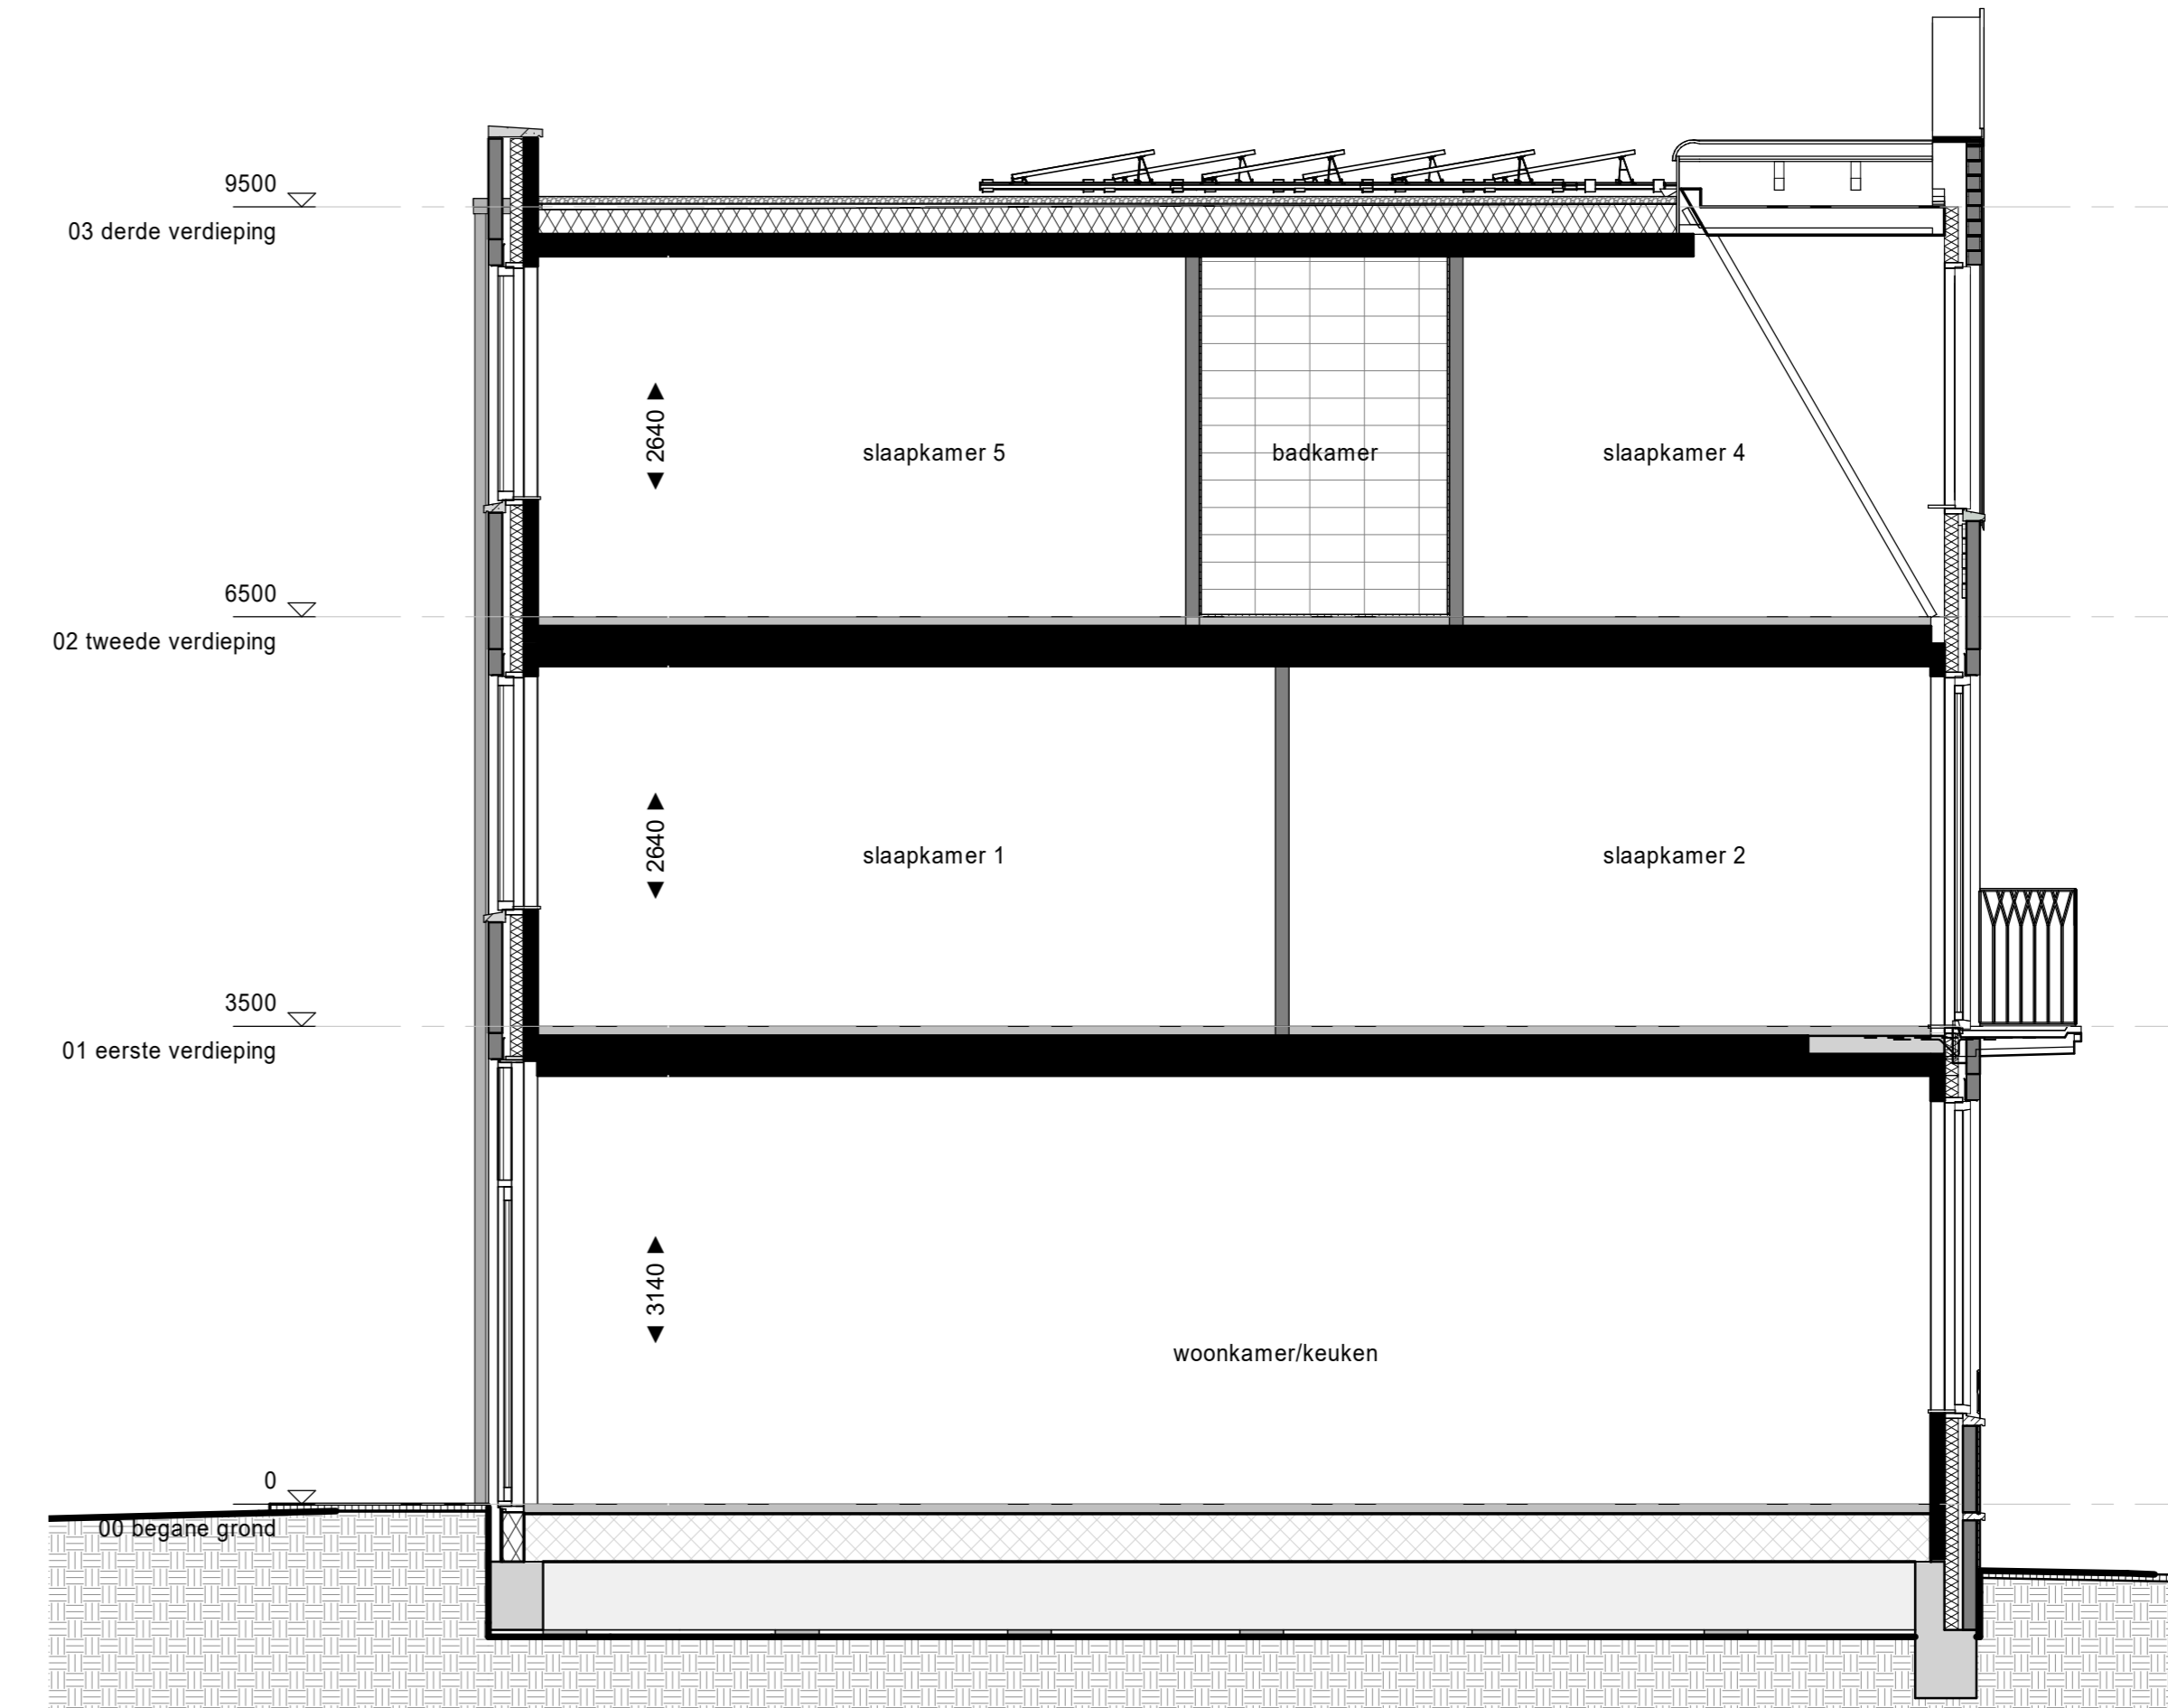 9500
03 derde verdieping
2640
slaapkamer 5
badkamer
slaapkamer 4
6500
02 tweede verdieping
2640
slaapkamer 1
slaapkamer 2
3500
01 eerste verdieping
3140
woonkamer/keuken
0
00 begane grond